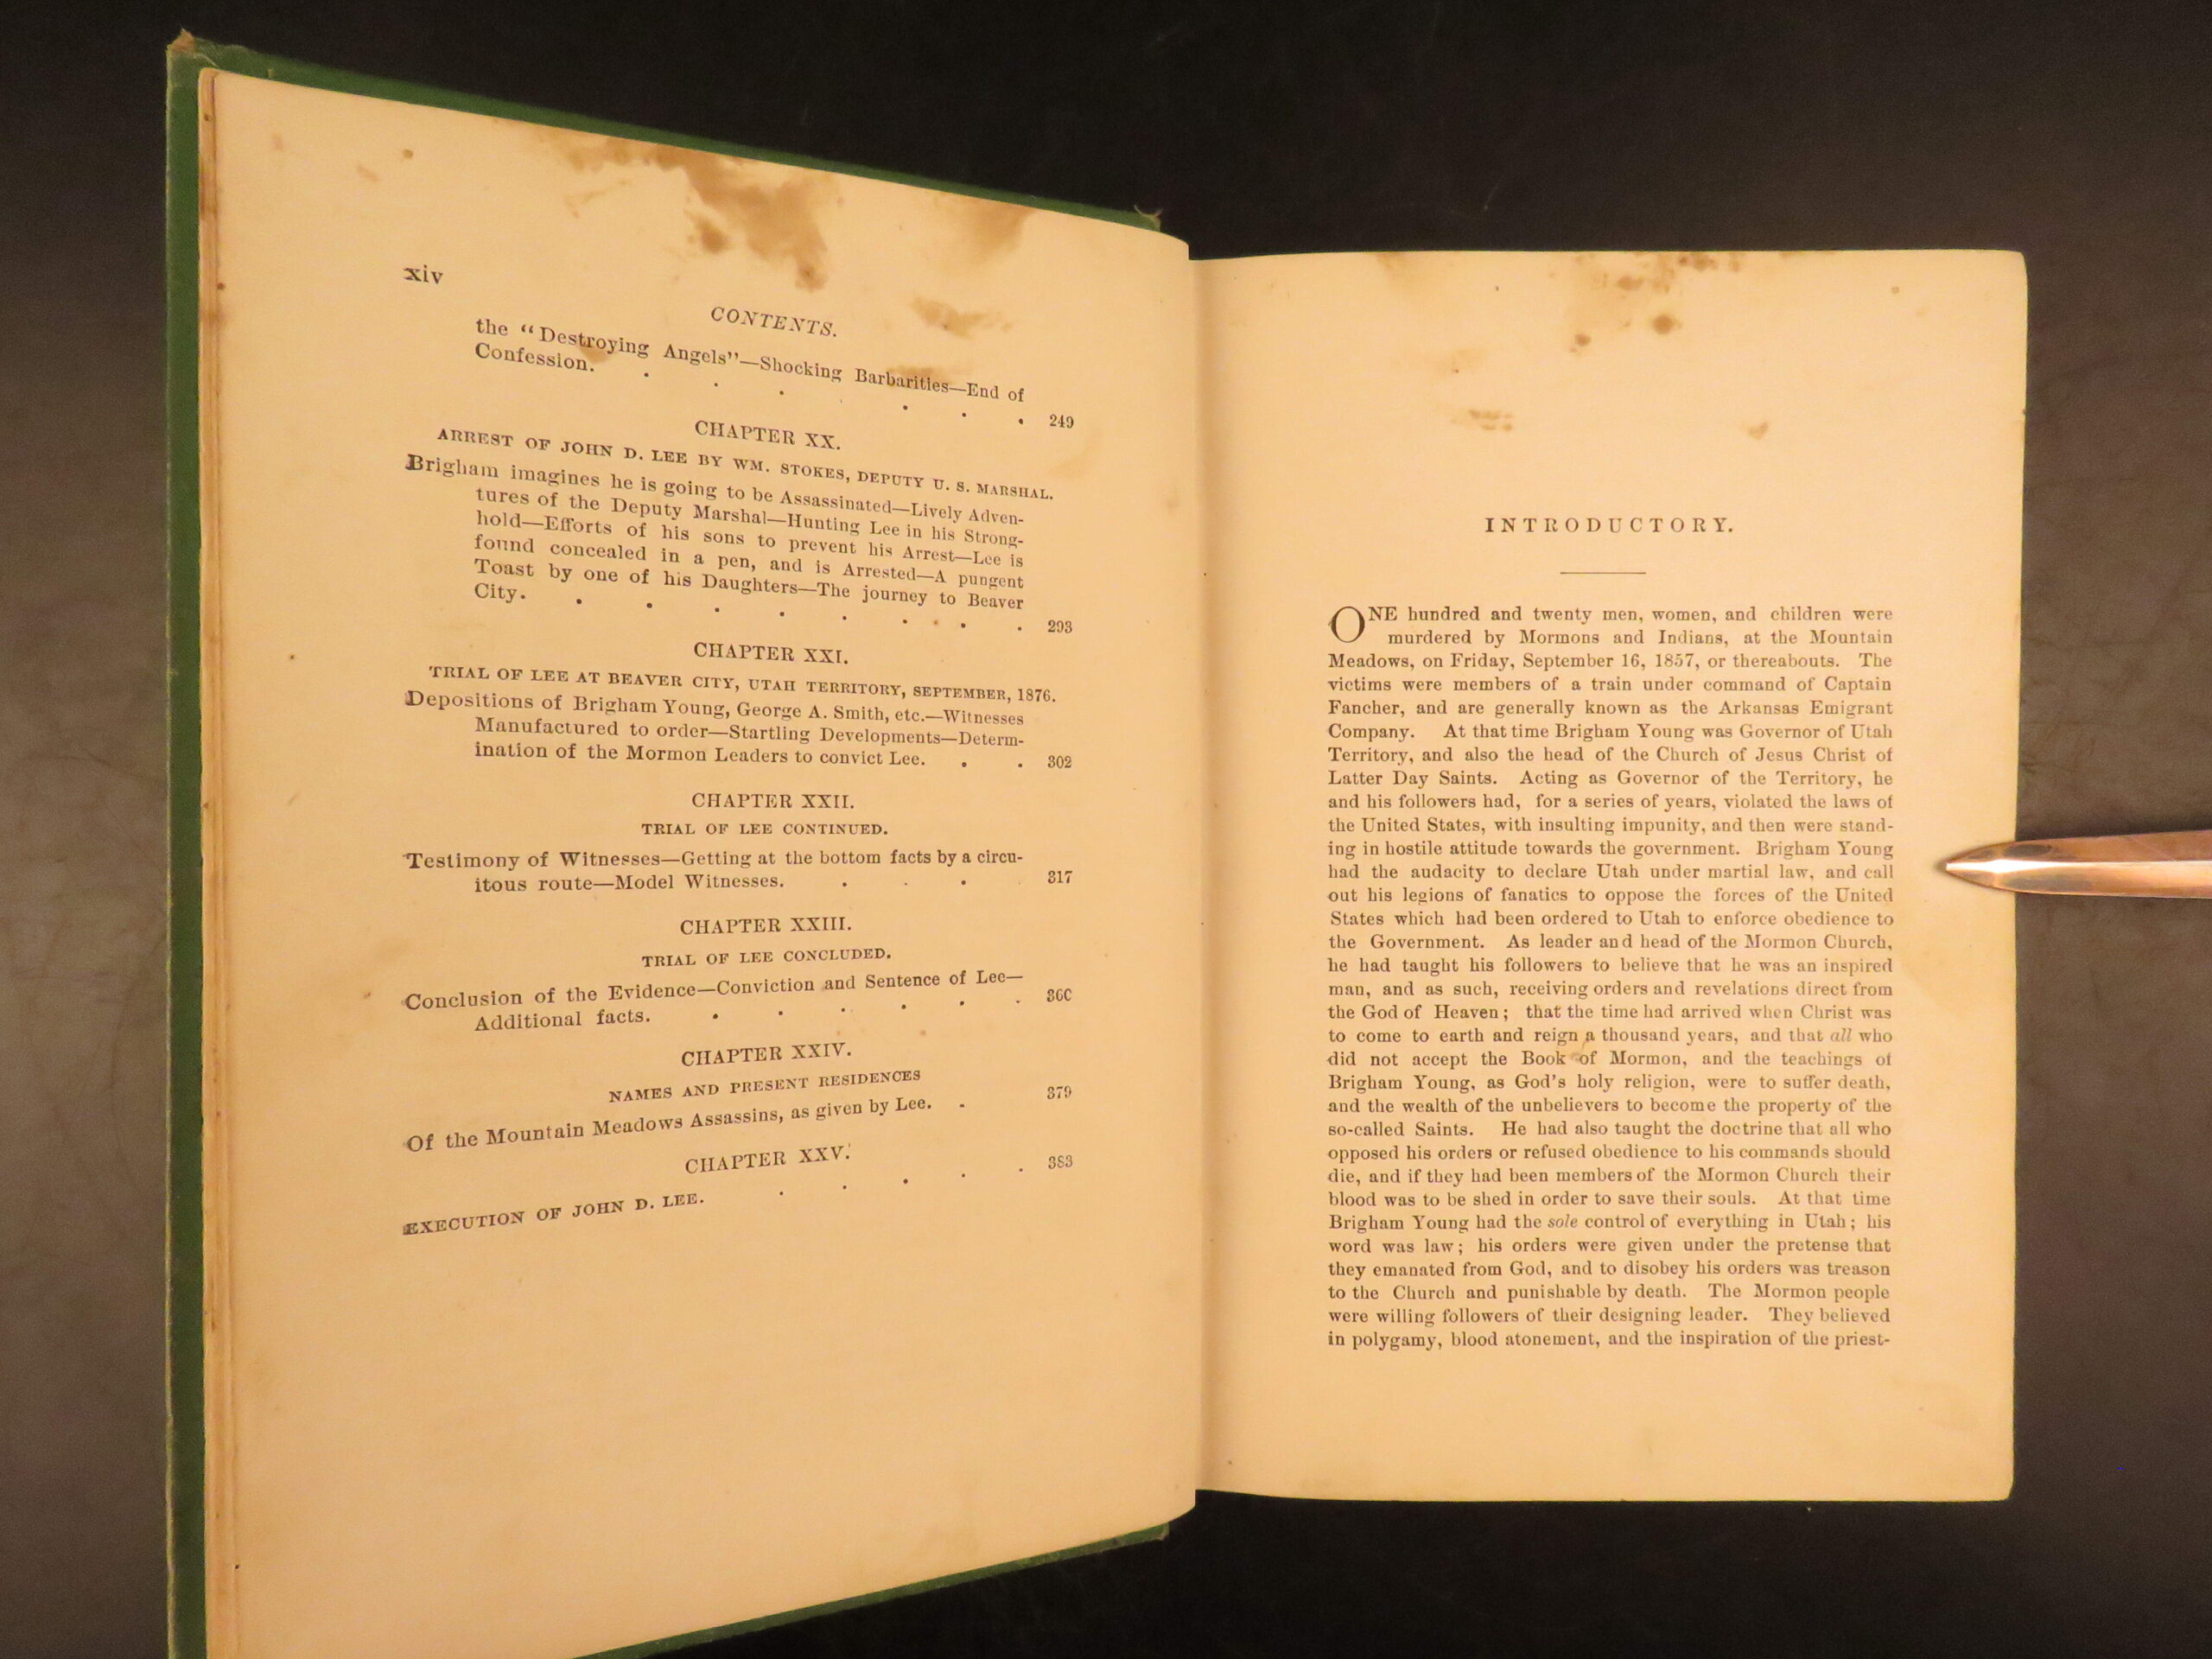 xiv
CONTENTS.
the "Destroying Angels"—Shocking Barbarities—End of
Confession. . . . . . . 249
CHAPTER XX.
ARREST OF JOHN D. LEE BY WM. STOKES, DEPUTY U. S. MARSHAL.
Brigham imagines he is going to be Assassinated—Lively Adven-
tures of the Deputy Marshal—Hunting Lee in his Strong-
hold—Efforts of his sons to prevent his Arrest—Lee is
found concealed in a pen, and is Arrested—A pungent
Toast by one of his Daughters—The journey to Beaver
City. . . . . . . . . 293
CHAPTER XXI.
TRIAL OF LEE AT BEAVER CITY, UTAH TERRITORY, SEPTEMBER, 1876.
Depositions of Brigham Young, George A. Smith, etc.—Witnesses
Manufactured to order—Startling Developments—Determ-
ination of the Mormon Leaders to convict Lee. . . 302
CHAPTER XXII.
TRIAL OF LEE CONTINUED.
Testimony of Witnesses—Getting at the bottom facts by a circu-
itous route—Model Witnesses. . . . 317
CHAPTER XXIII.
TRIAL OF LEE CONCLUDED.
Conclusion of the Evidence—Conviction and Sentence of Lee—
Additional facts. . . . . . . 360
CHAPTER XXIV.
NAMES AND PRESENT RESIDENCES
Of the Mountain Meadows Assassins, as given by Lee. . 379
CHAPTER XXV.
EXECUTION OF JOHN D. LEE. . . . . . 383
INTRODUCTORY.
ONE hundred and twenty men, women, and children were
murdered by Mormons and Indians, at the Mountain
Meadows, on Friday, September 16, 1857, or thereabouts. The
victims were members of a train under command of Captain
Fancher, and are generally known as the Arkansas Emigrant
Company. At that time Brigham Young was Governor of Utah
Territory, and also the head of the Church of Jesus Christ of
Latter Day Saints. Acting as Governor of the Territory, he
and his followers had, for a series of years, violated the laws of
the United States, with insulting impunity, and then were stand-
ing in hostile attitude towards the government. Brigham Young
had the audacity to declare Utah under martial law, and call
out his legions of fanatics to oppose the forces of the United
States which had been ordered to Utah to enforce obedience to
the Government. As leader and head of the Mormon Church,
he had taught his followers to believe that he was an inspired
man, and as such, receiving orders and revelations direct from
the God of Heaven; that the time had arrived when Christ was
to come to earth and reign a thousand years, and that all who
did not accept the Book of Mormon, and the teachings of
Brigham Young, as God's holy religion, were to suffer death,
and the wealth of the unbelievers to become the property of the
so-called Saints. He had also taught the doctrine that all who
opposed his orders or refused obedience to his commands should
die, and if they had been members of the Mormon Church their
blood was to be shed in order to save their souls. At that time
Brigham Young had the sole control of everything in Utah; his
word was law; his orders were given under the pretense that
they emanated from God, and to disobey his orders was treason
to the Church and punishable by death. The Mormon people
were willing followers of their designing leader. They believed
in polygamy, blood atonement, and the inspiration of the priest-